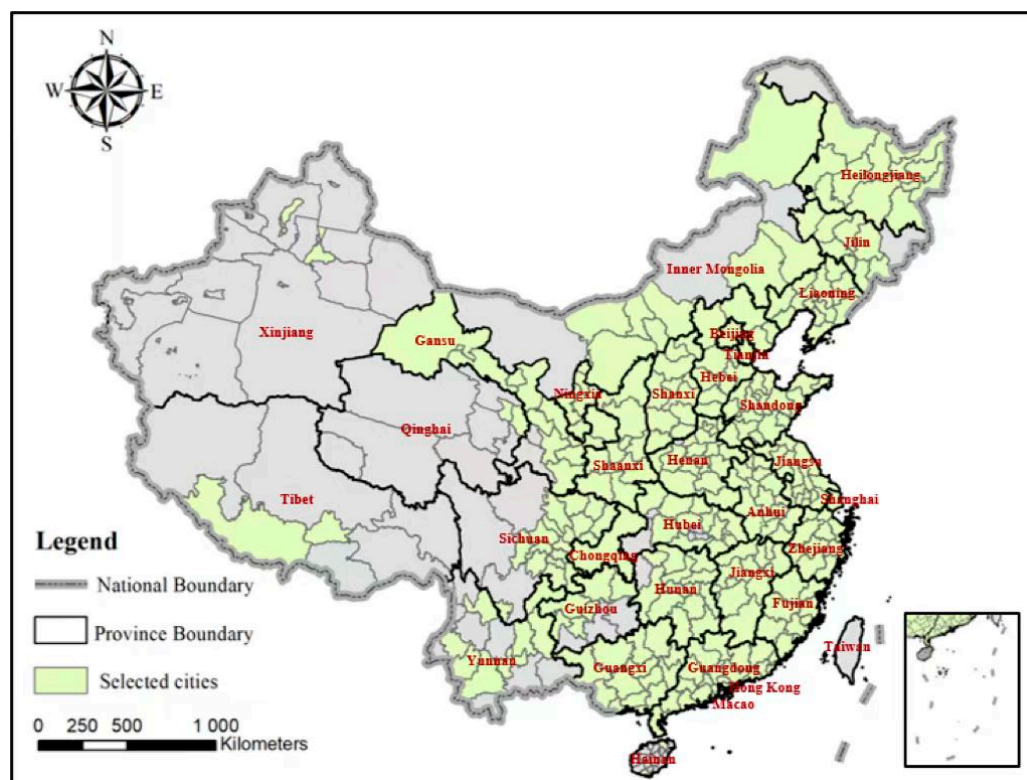 N
W E
S
Heilongjiang
Jilin
Inner Mongolia
Liaoning
Beijing
Xinjiang
Gansu
Tianjin
Hebei
Ningxia
Shanxi
Shandong
Qinghai
Shaanxi
Henan
Jiangsu
Tibet
Shanghai
Anhui
Hubei
Sichuan
Zhejiang
Chongqing
Jiangxi
Hunan
Guizhou
Fujian
Taiwan
Yunnan
Guangxi
Guangdong
Hong Kong
Macao
Hainan
Legend
National Boundary
Province Boundary
Selected cities
0 250 500 1 000
Kilometers